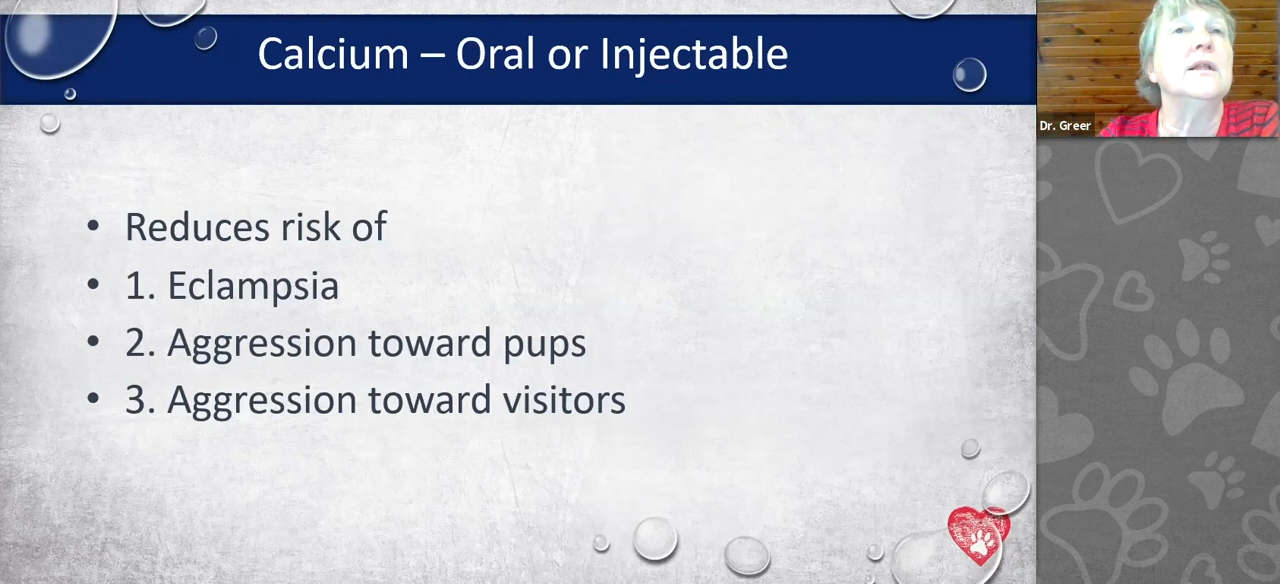 Calcium – Oral or Injectable
Dr. Greer
• Reduces risk of
• 1. Eclampsia
• 2. Aggression toward pups
• 3. Aggression toward visitors